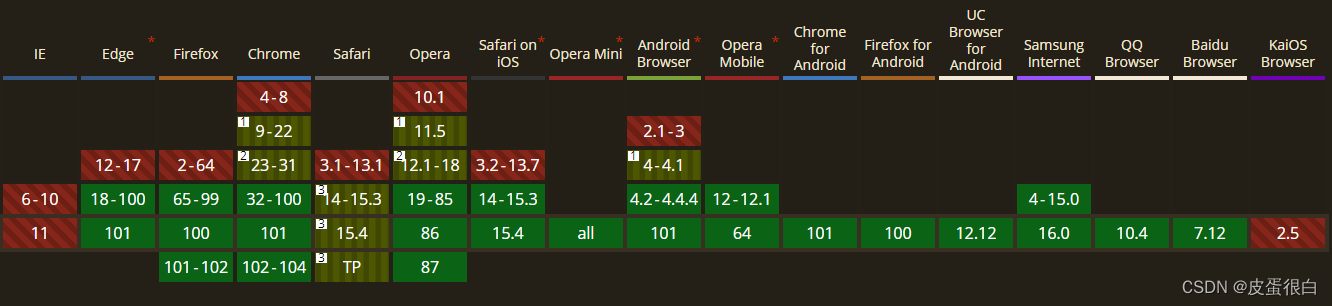 IE Edge * Firefox Chrome Safari Opera Safari on iOS * Opera Mini * Android Browser * Opera Mobile * Chrome for Android Firefox for Android UC Browser for Android Samsung Internet QQ Browser Baidu Browser KaiOS Browser
4-8 10.1
1 9-22 1 11.5 2.1-3
12-17 2-64 2 23-31 3.1-13.1 2 12.1-18 3.2-13.7 1 4-4.1
6-10 18-100 65-99 32-100 3 14-15.3 19-85 14-15.3 4.2-4.4.4 12-12.1 4-15.0
11 101 100 101 3 15.4 86 15.4 all 101 64 101 100 12.12 16.0 10.4 7.12 2.5
101-102 102-104 3 TP 87
CSDN @皮蛋很白